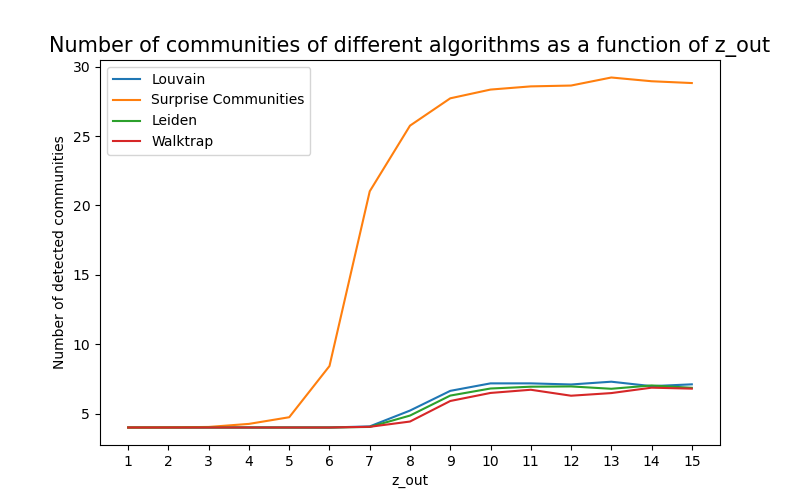 Number of communities of different algorithms as a function of z_out
Louvain
Surprise Communities
Leiden
Walktrap
Number of detected communities
30
25
20
15
10
5
1 2 3 4 5 6 7 8 9 10 11 12 13 14 15
z_out